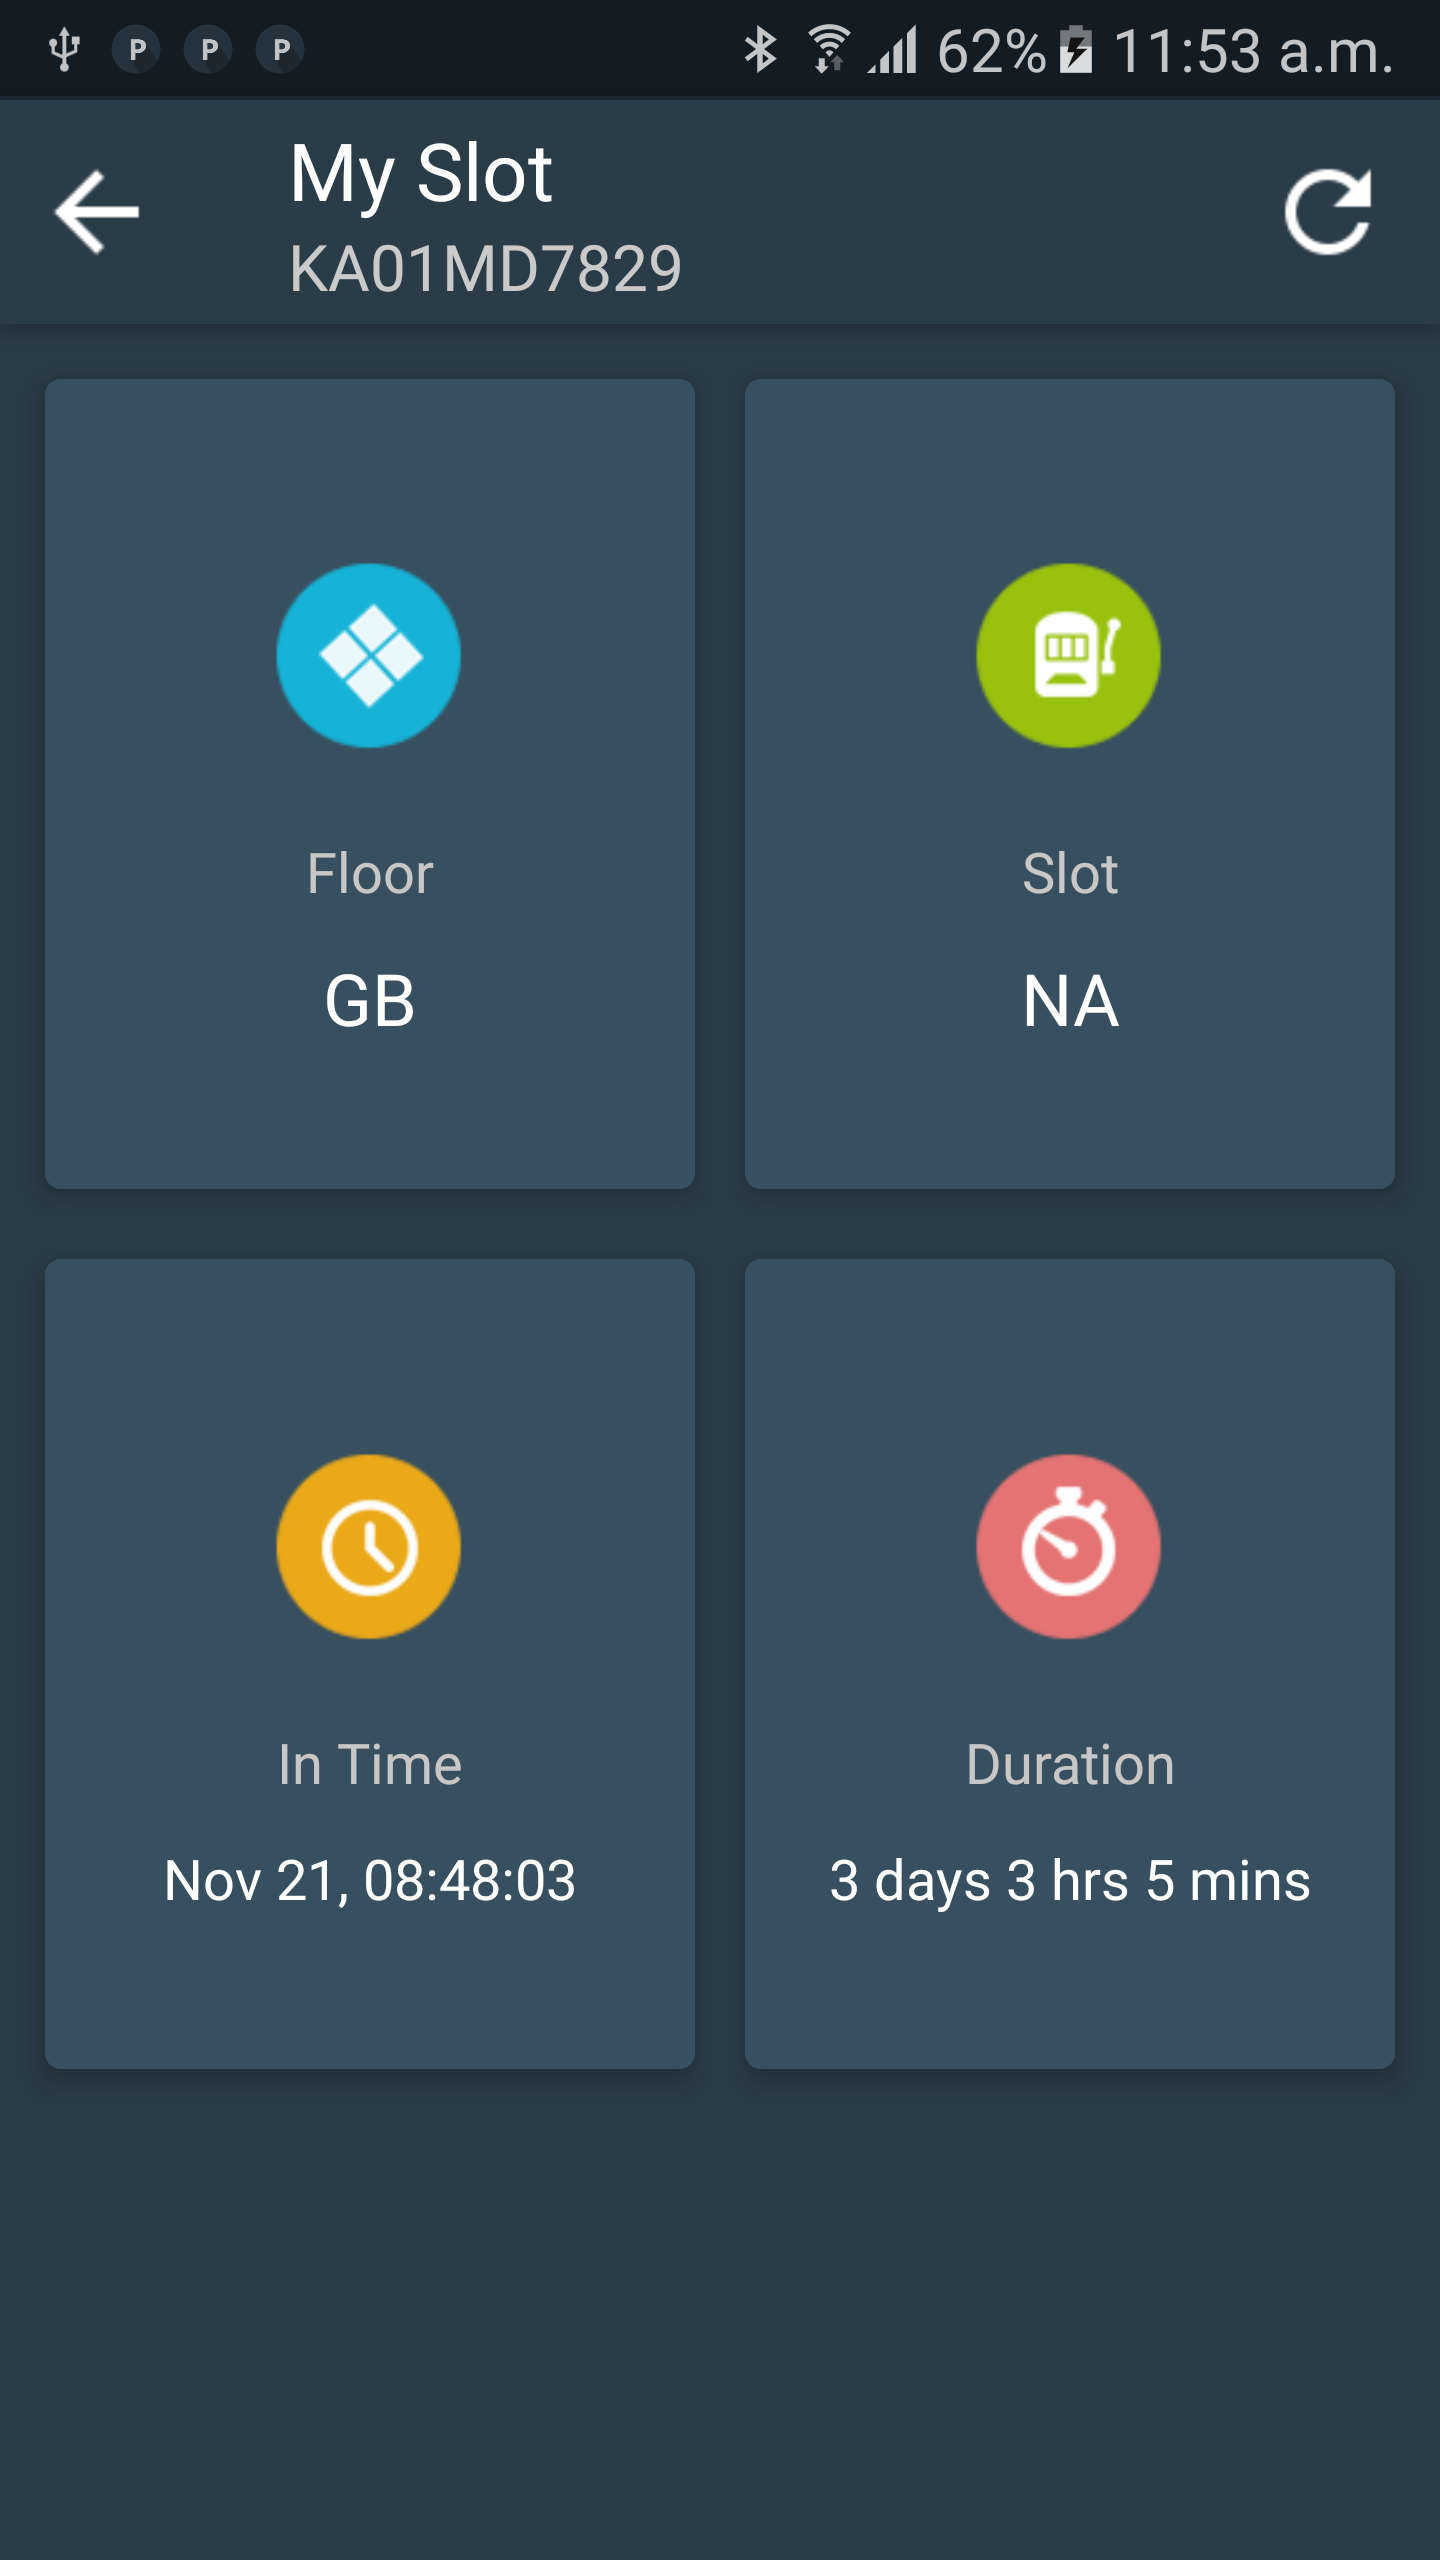 P P P 62% 11:53 a.m.
My Slot
KA01MD7829
Floor
GB
Slot
NA
In Time
Nov 21, 08:48:03
Duration
3 days 3 hrs 5 mins